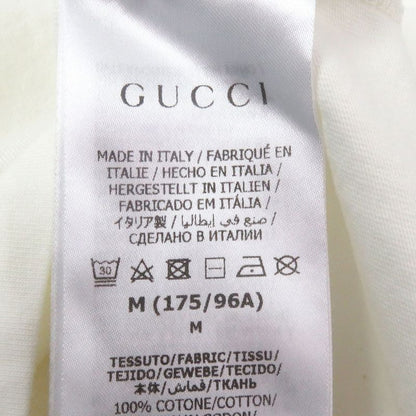 GUCCI
MADE IN ITALY / FABRIQUÉ EN
ITALIE / HECHO EN ITALIA /
HERGESTELLT IN ITALIEN /
FABRICADO EM ITÁLIA /
イタリア製 / صنع في إيطاليا /
СДЕЛАНО В ИТАЛИИ
30
M (175/96A)
M
TESSUTO/FABRIC/TISSU/
TEJIDO/GEWEBE/TECIDO/
本体/قماش/ТКАНЬ
100% COTONE/COTTON/